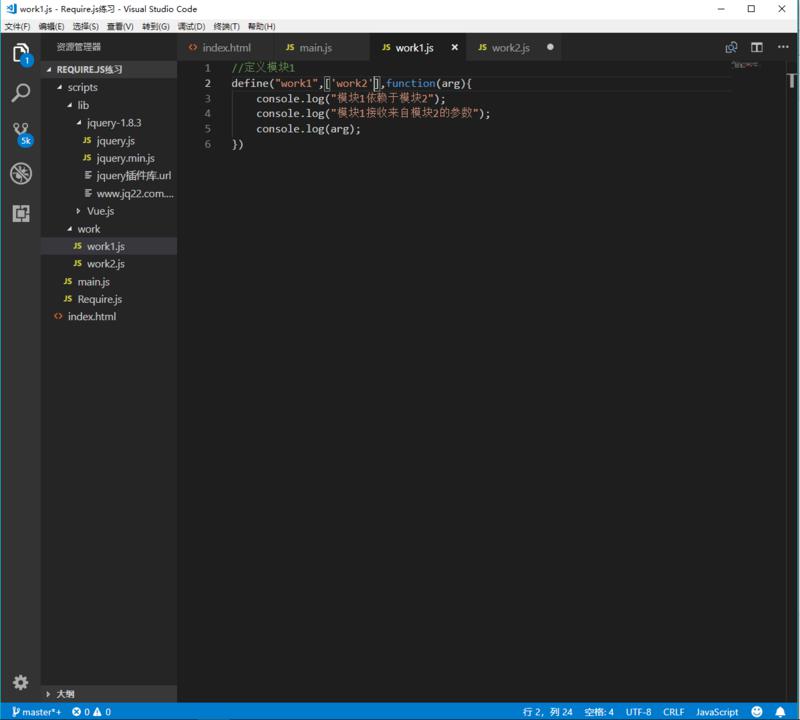 work1.js - Require.js练习 - Visual Studio Code
文件(F) 编辑(E) 选择(S) 查看(V) 转到(G) 调试(D) 终端(T) 帮助(H)
资源管理器
index.html
main.js
work1.js
work2.js
1
5k
REQUIRE.JS练习
scripts
lib
jquery-1.8.3
JS jquery.js
JS jquery.min.js
jquery插件库.url
www.jq22.com....
Vue.js
work
JS work1.js
JS work2.js
JS main.js
JS Require.js
index.html
1 //定义模块1
2 define("work1",['work2'],function(arg){
3 console.log("模块1依赖于模块2");
4 console.log("模块1接收来自模块2的参数");
5 console.log(arg);
6 })
大纲
master*+ 0 0 行 2，列 24 空格: 4 UTF-8 CRLF JavaScript